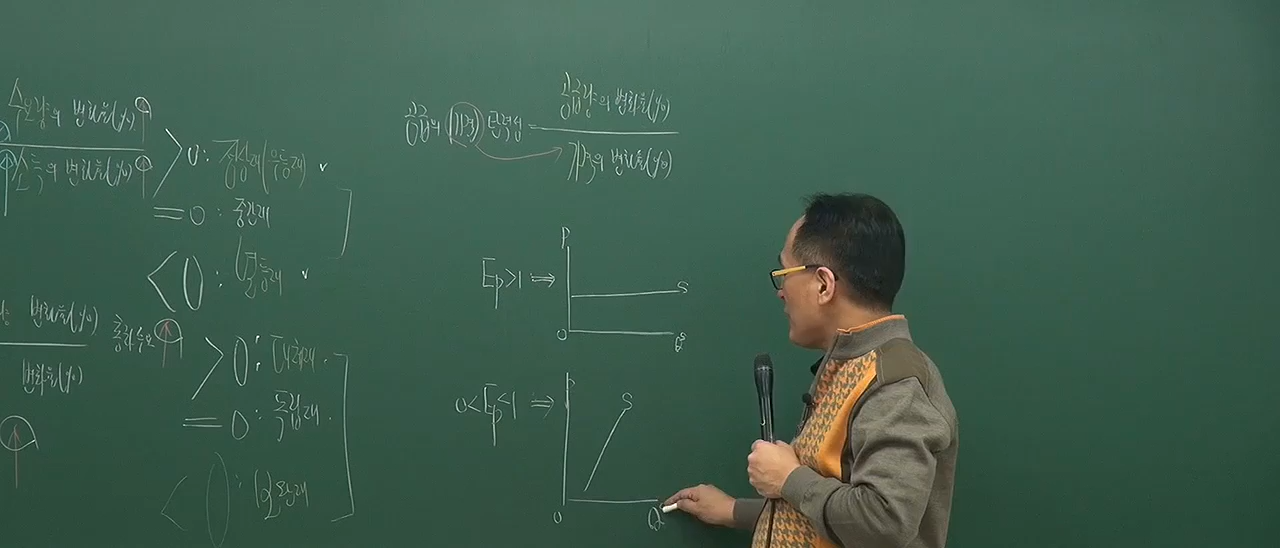 수요량의 변화율(%)
소득의 변화율(%)
>0: 정상재(우등재) ✓
=0: 중간재
<0: (열등재 ✓
변화율(%)
변화율(%)
>0: 대체재.
=0: 독립재.
<0: (보완재
공급의 (가격)탄력성 = 공급량의 변화율(%)
가격의 변화율(%)
Ep>1 ⇒
P
S
0
Q
0<Ep<1 ⇒
P
S
0
Q